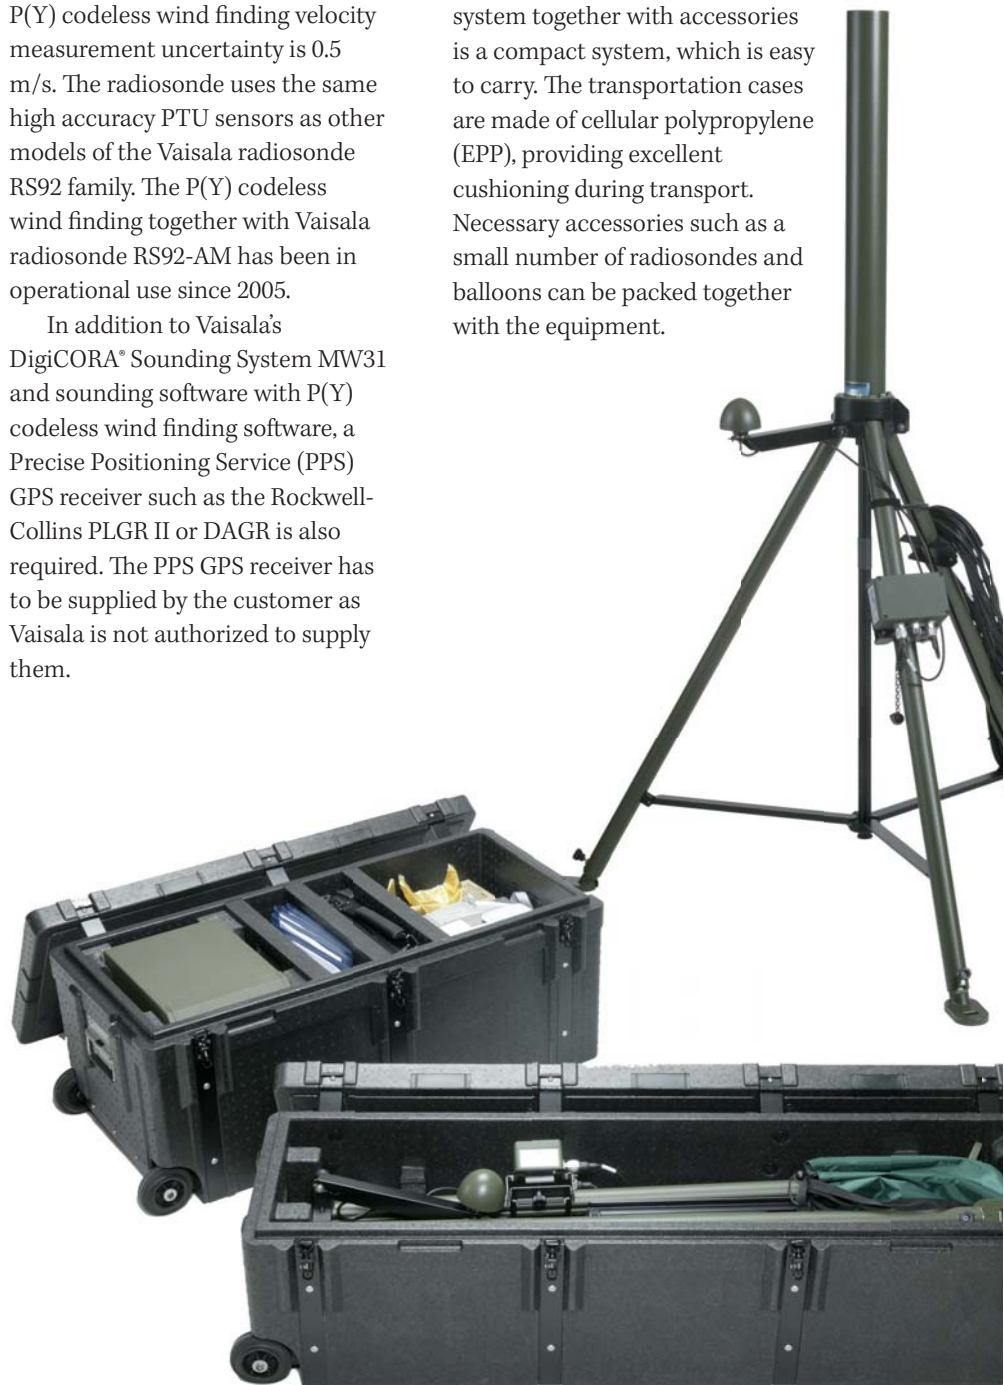 P(Y) codeless wind finding velocity
measurement uncertainty is 0.5
m/s. The radiosonde uses the same
high accuracy PTU sensors as other
models of the Vaisala radiosonde
RS92 family. The P(Y) codeless
wind finding together with Vaisala
radiosonde RS92-AM has been in
operational use since 2005.
In addition to Vaisala's
DigiCORA® Sounding System MW31
and sounding software with P(Y)
codeless wind finding software, a
Precise Positioning Service (PPS)
GPS receiver such as the Rockwell-
Collins PLGR II or DAGR is also
required. The PPS GPS receiver has
to be supplied by the customer as
Vaisala is not authorized to supply
them.
system together with accessories
is a compact system, which is easy
to carry. The transportation cases
are made of cellular polypropylene
(EPP), providing excellent
cushioning during transport.
Necessary accessories such as a
small number of radiosondes and
balloons can be packed together
with the equipment.